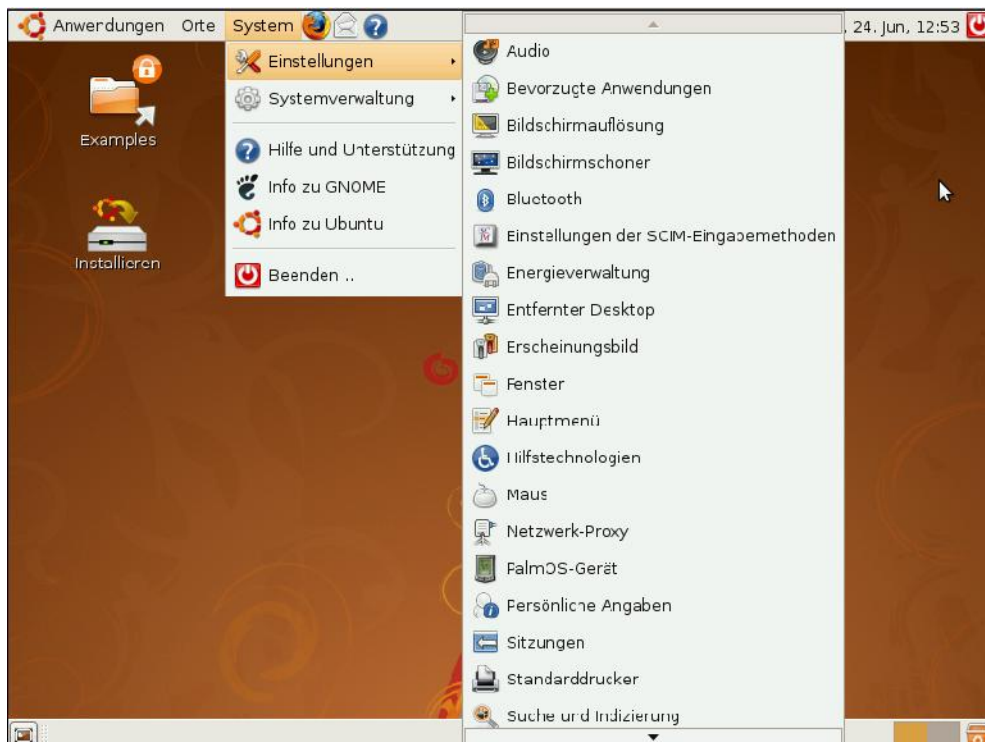 Anwendungen Orte System , 24. Jun, 12:53
Examples
Installieren
Einstellungen
Systemverwaltung
Hilfe und Unterstützung
Info zu GNOME
Info zu Ubuntu
Beenden ..
Audio
Bevorzugte Anwendungen
Bildschirmauflösung
Bildschirmschoner
Bluetooth
Einstellungen der SCIM-Eingabemethoden
Energieverwaltung
Entfernter Desktop
Erscheinungsbild
Fenster
Hauptmenü
Hilfstechnologien
Maus
Netzwerk-Proxy
PalmOS-Gerät
Persönliche Angaben
Sitzungen
Standarddrucker
Suche und Indizierung